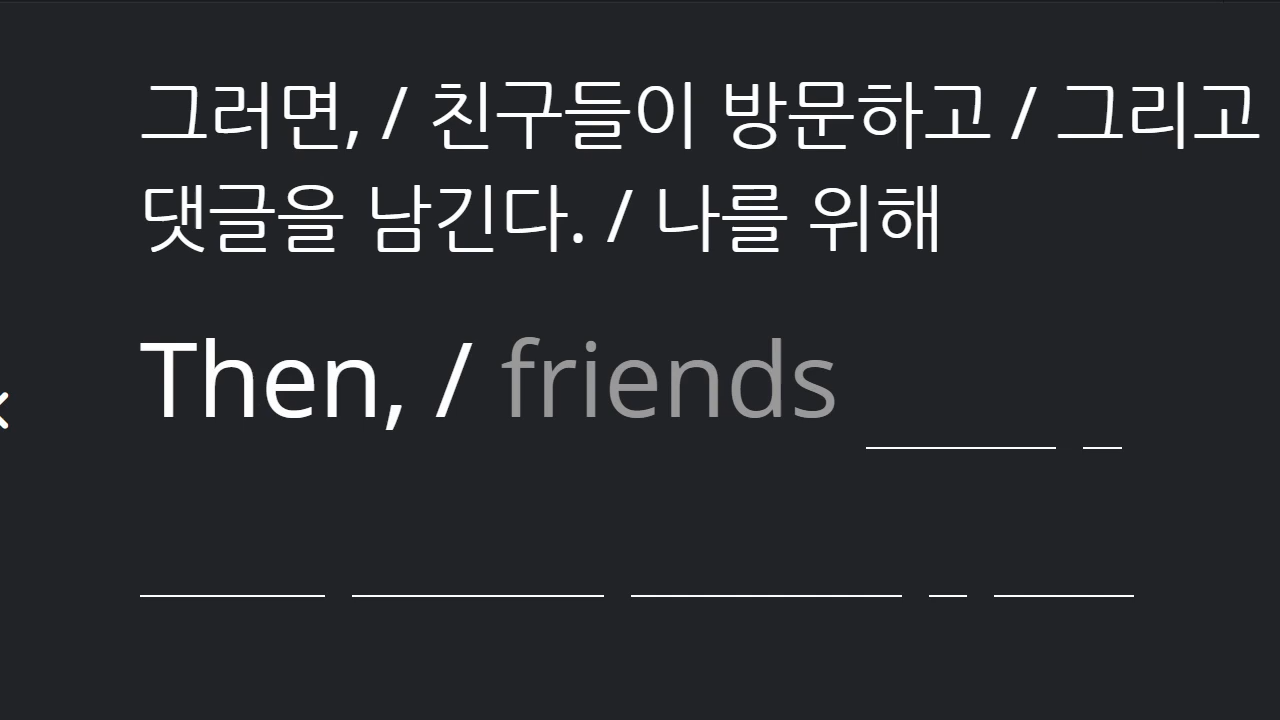 그러면, / 친구들이 방문하고 / 그리고
댓글을 남긴다. / 나를 위해
Then, / friends